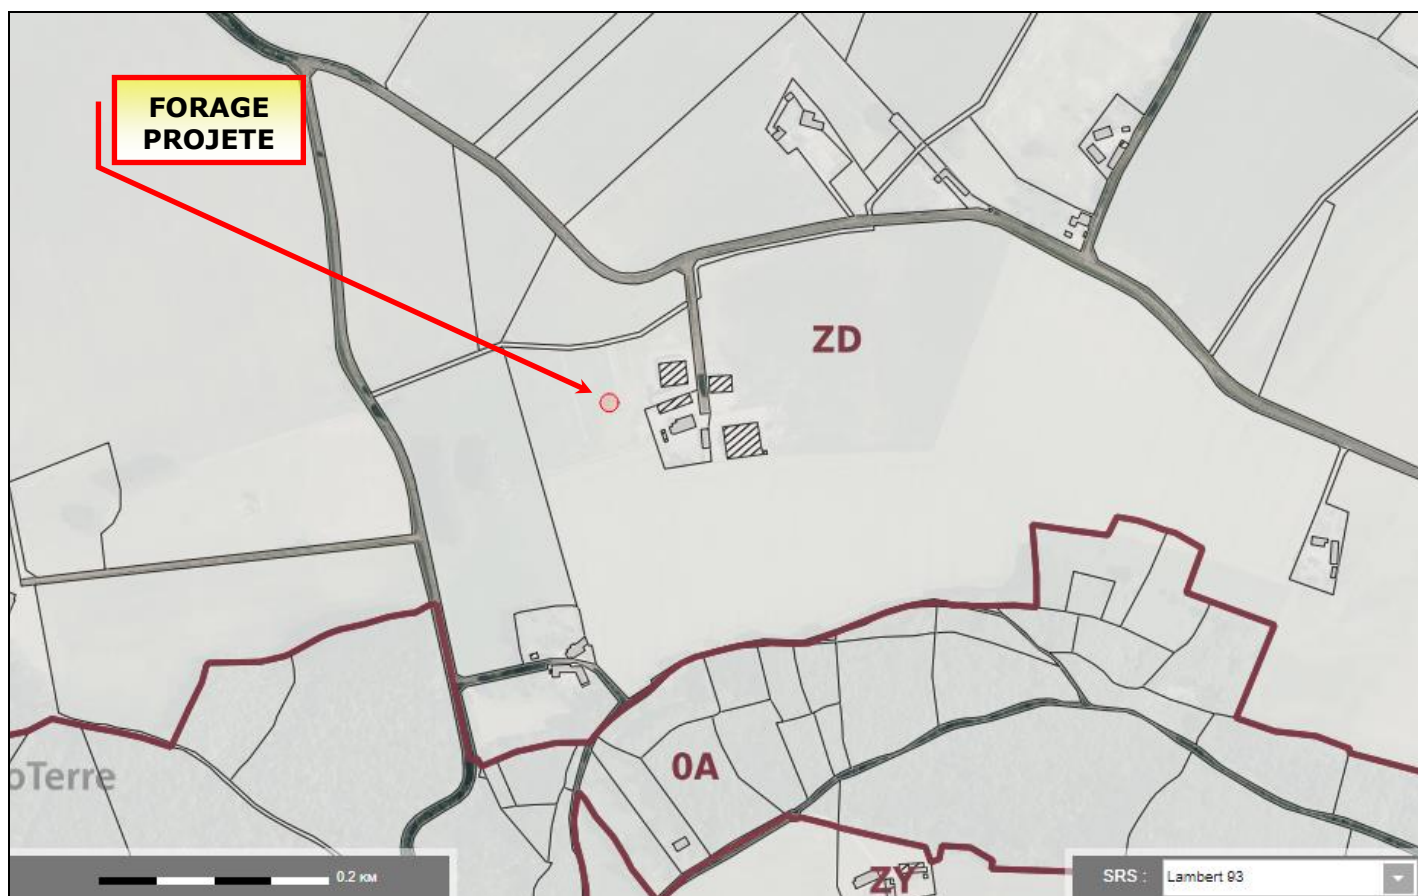 FORAGE
PROJETE
ZD
0A
oTerre
ZY
0.2 KM
SRS :
Lambert 93